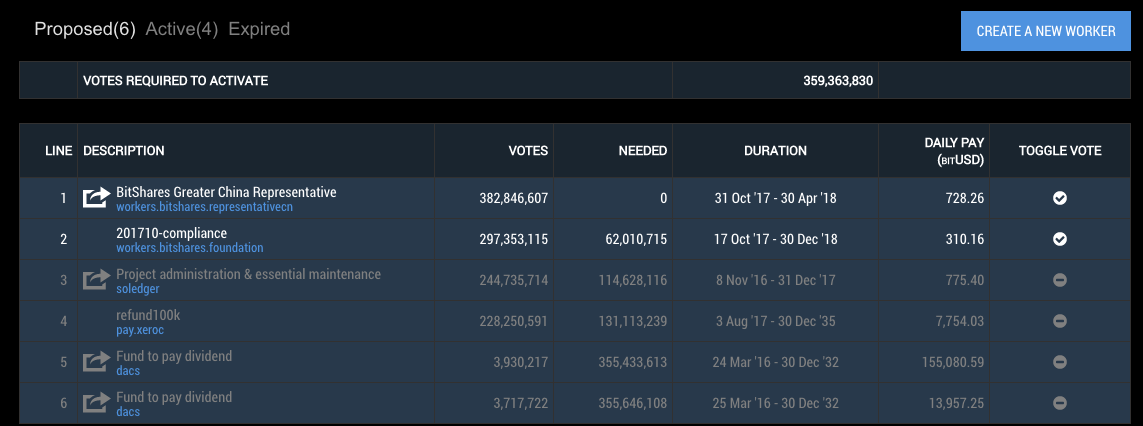 Proposed(6) Active(4) Expired
CREATE A NEW WORKER
VOTES REQUIRED TO ACTIVATE 359,363,830
LINE DESCRIPTION VOTES NEEDED DURATION DAILY PAY (BITUSD) TOGGLE VOTE
1 BitShares Greater China Representative 382,846,607 0 31 Oct '17 - 30 Apr '18 728.26
workers.bitshares.representativecn
2 201710-compliance 297,353,115 62,010,715 17 Oct '17 - 30 Dec '18 310.16
workers.bitshares.foundation
3 Project administration & essential maintenance 244,735,714 114,628,116 8 Nov '16 - 31 Dec '17 775.40
soledger
4 refund100k 228,250,591 131,113,239 3 Aug '17 - 30 Dec '35 7,754.03
pay.xeroc
5 Fund to pay dividend 3,930,217 355,433,613 24 Mar '16 - 30 Dec '32 155,080.59
dacs
6 Fund to pay dividend 3,717,722 355,646,108 25 Mar '16 - 30 Dec '32 13,957.25
dacs